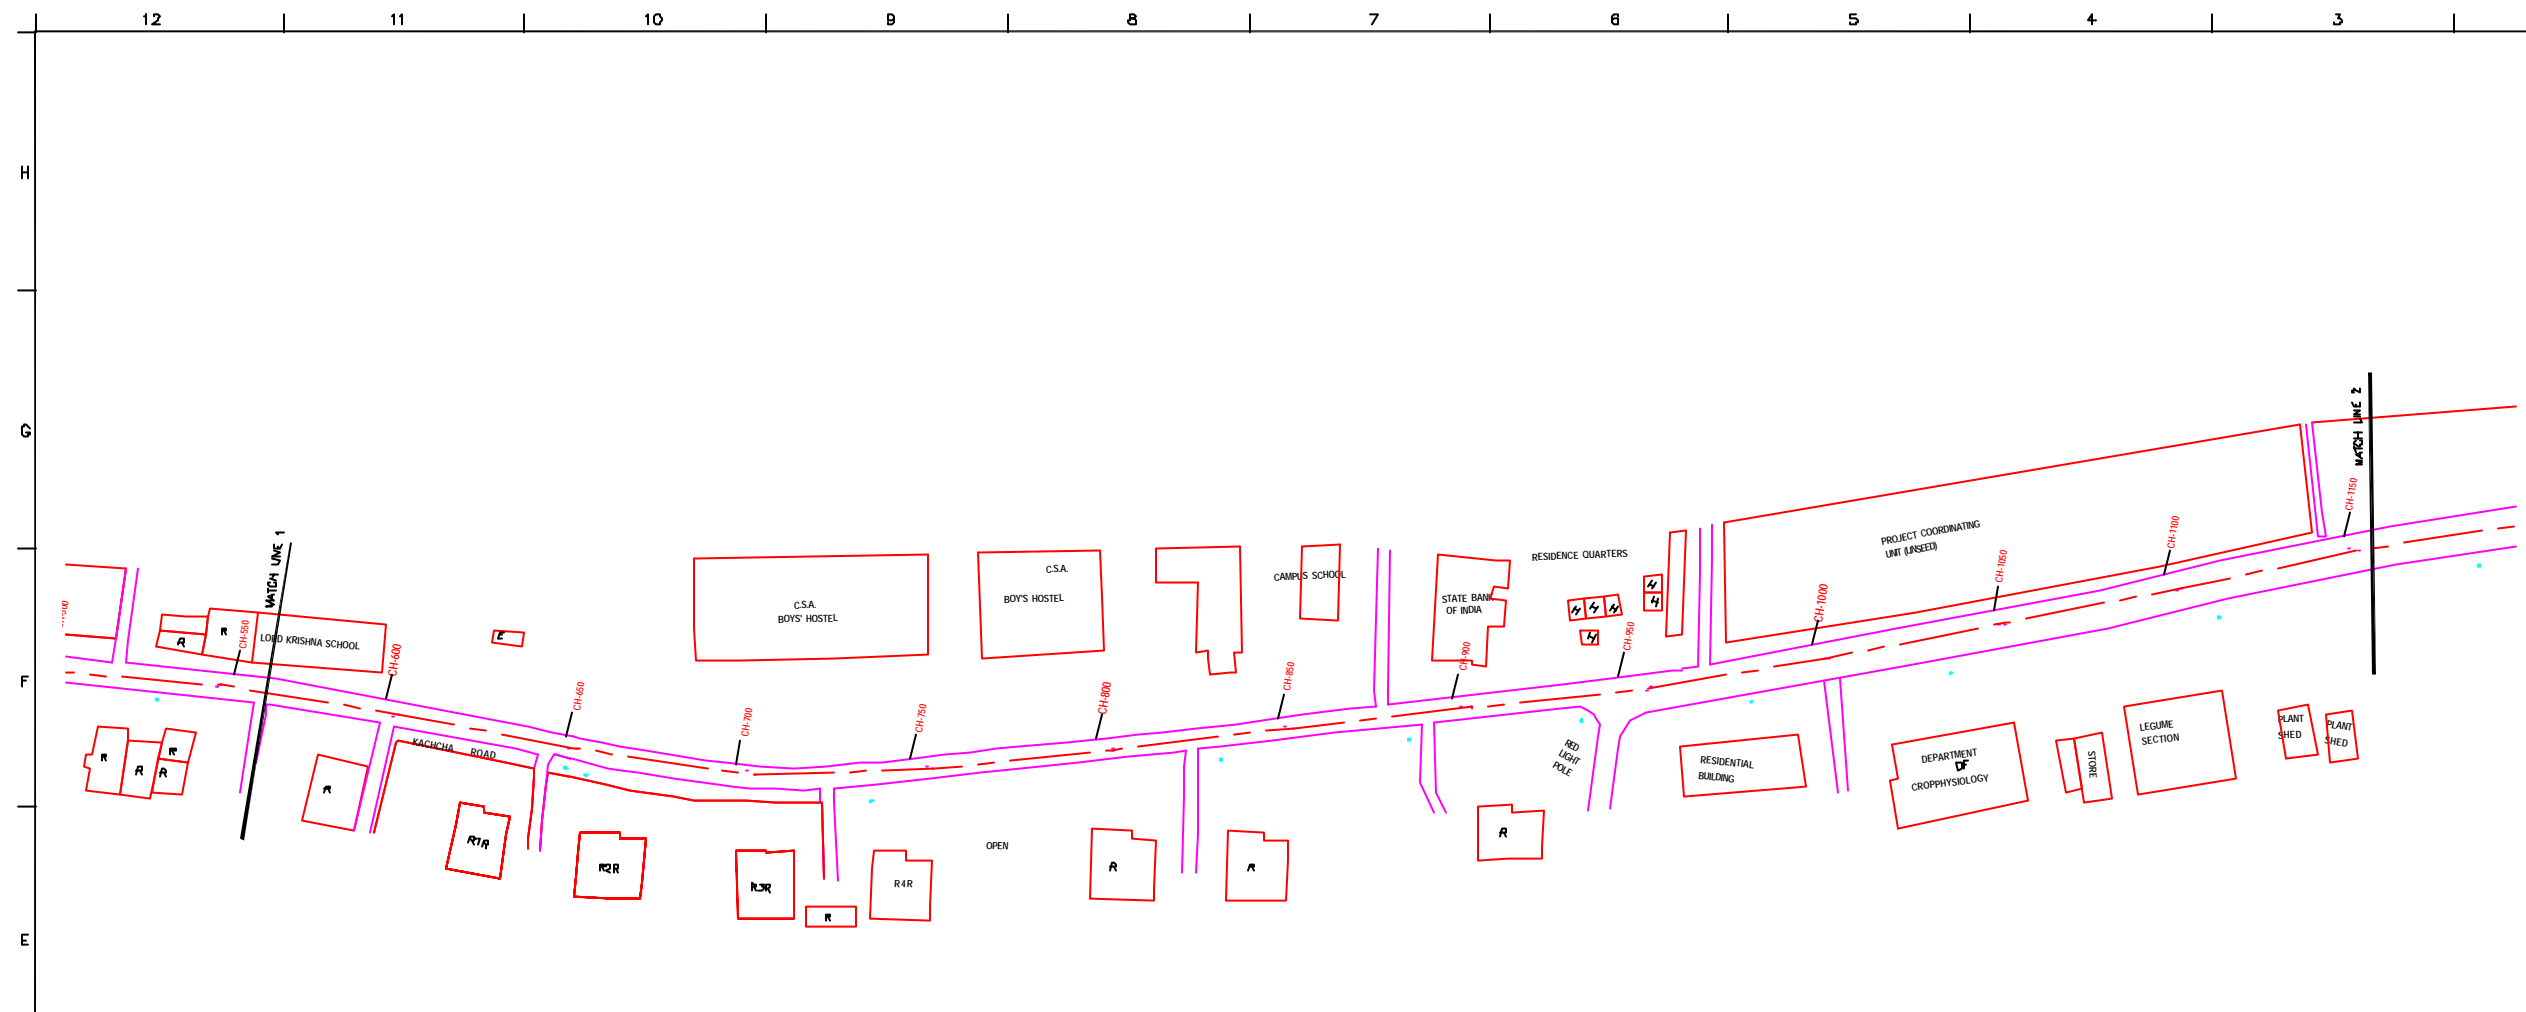 12 11 10 9 8 7 6 5 4 3
H
G
F
E
MATCH LINE 1
MATCH LINE 2
CH-550
CH-600
CH-650
CH-700
CH-750
CH-800
CH-850
CH-900
CH-950
CH-1000
CH-1050
CH-1100
CH-1150
R
R
LORD KRISHNA SCHOOL
E
C.S.A.
BOYS' HOSTEL
C.S.A.
BOY'S HOSTEL
CAMPUS SCHOOL
STATE BANK
OF INDIA
RESIDENCE QUARTERS
H
H
H
H
H
H
PROJECT COORDINATING
UNIT (LINSEED)
R
R
R
R
R
KACHCHA ROAD
R1R
R2R
R3R
R
R4R
OPEN
R
R
R
RED
LIGHT
POLE
RESIDENTIAL
BUILDING
DEPARTMENT
OF
CROPPHYSIOLOGY
STORE
LEGUME
SECTION
PLANT
SHED
PLANT
SHED